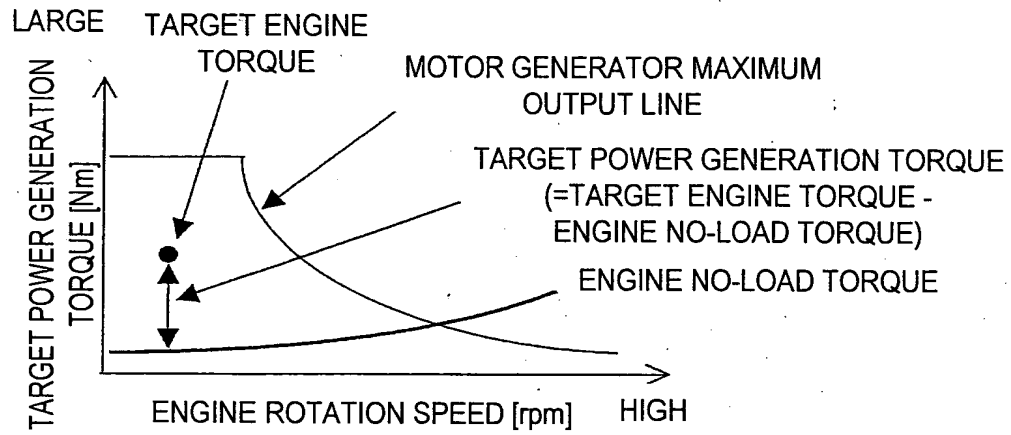 LARGE
TARGET ENGINE
TORQUE
MOTOR GENERATOR MAXIMUM
OUTPUT LINE
TARGET POWER GENERATION TORQUE
(=TARGET ENGINE TORQUE -
ENGINE NO-LOAD TORQUE)
ENGINE NO-LOAD TORQUE
TARGET POWER GENERATION
TORQUE [Nm]
ENGINE ROTATION SPEED [rpm]
HIGH